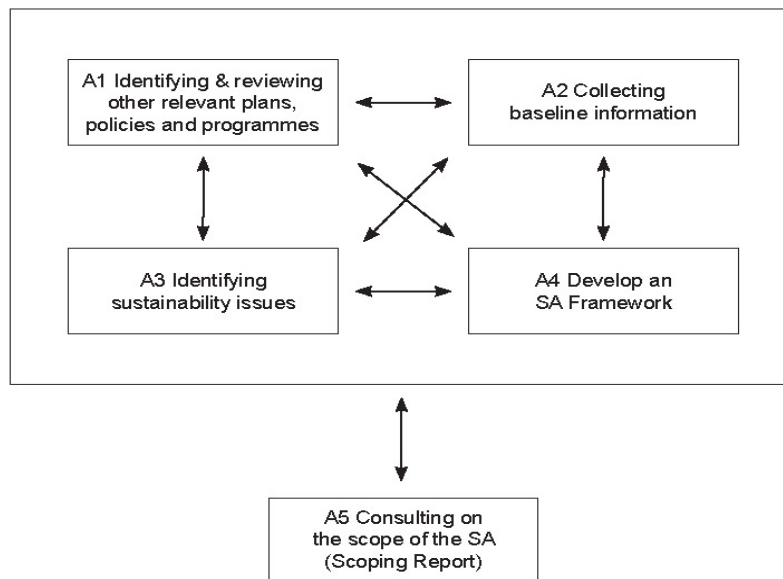 A1 Identifying & reviewing
other relevant plans,
policies and programmes
A2 Collecting
baseline information
A3 Identifying
sustainability issues
A4 Develop an
SA Framework
A5 Consulting on
the scope of the SA
(Scoping Report)